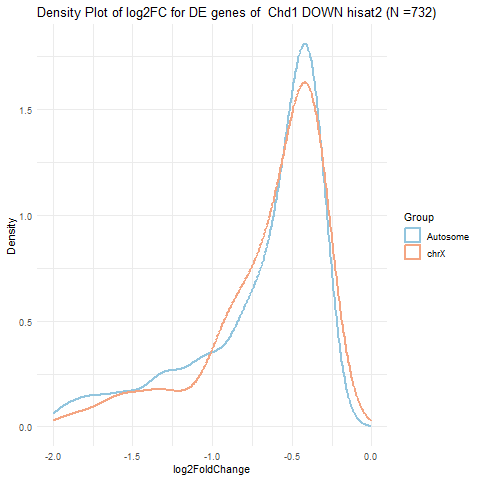 Density Plot of log2FC for DE genes of  Chd1 DOWN hisat2 (N =732)
1.5
1.0
0.5
0.0
Density
-2.0 -1.5 -1.0 -0.5 0.0
log2FoldChange
Group
Autosome
chrX